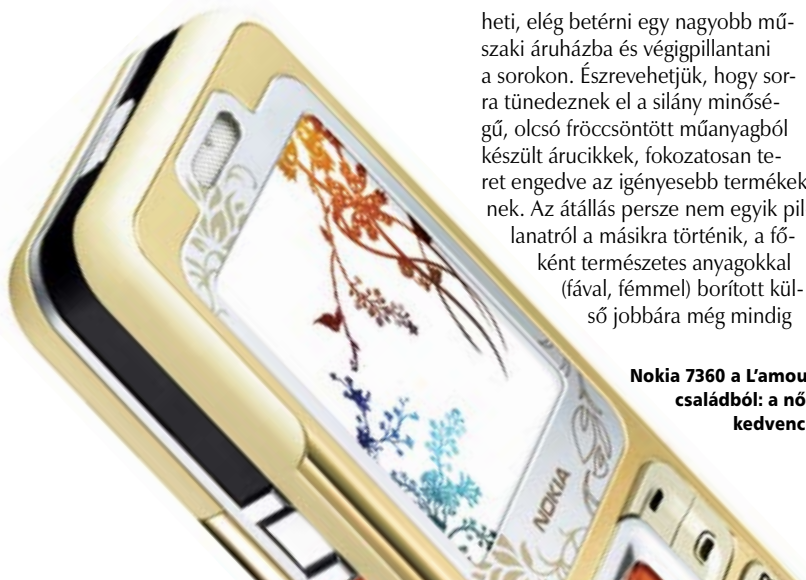 heti, elég betérni egy nagyobb mű-
szaki áruházba és végigpillantani
a sorokon. Észrevehetjük, hogy sor-
ra tünedeznek el a silány minősé-
gű, olcsó fröccsöntött műanyagból
készült árucikkek, fokozatosan te-
ret engedve az igényesebb termékek
nek. Az átállás persze nem egyik pil
lanatról a másikra történik, a fő-
ként természetes anyagokkal
(fával, fémmel) borított kül-
ső jobbára még mindig
Nokia 7360 a L’amou
családból: a nő
kedvenc
NOKIA